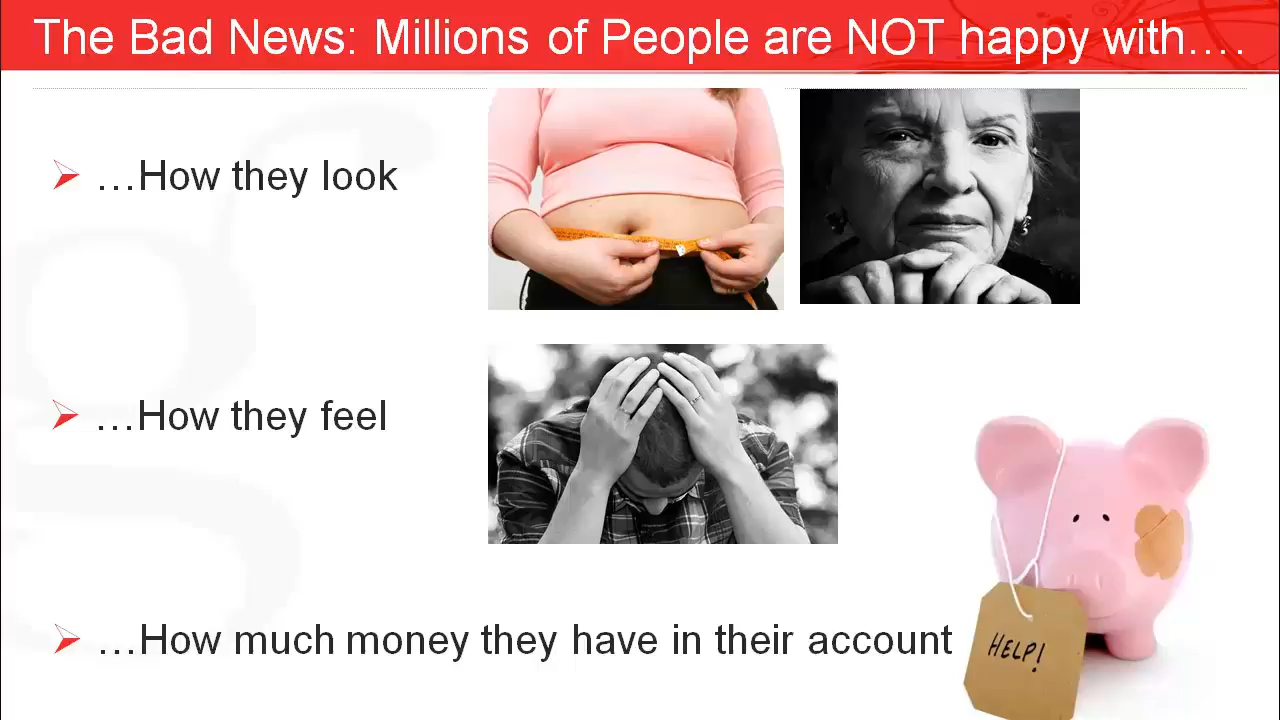 The Bad News: Millions of People are NOT happy with….
…How they look
…How they feel
…How much money they have in their account
HELP!